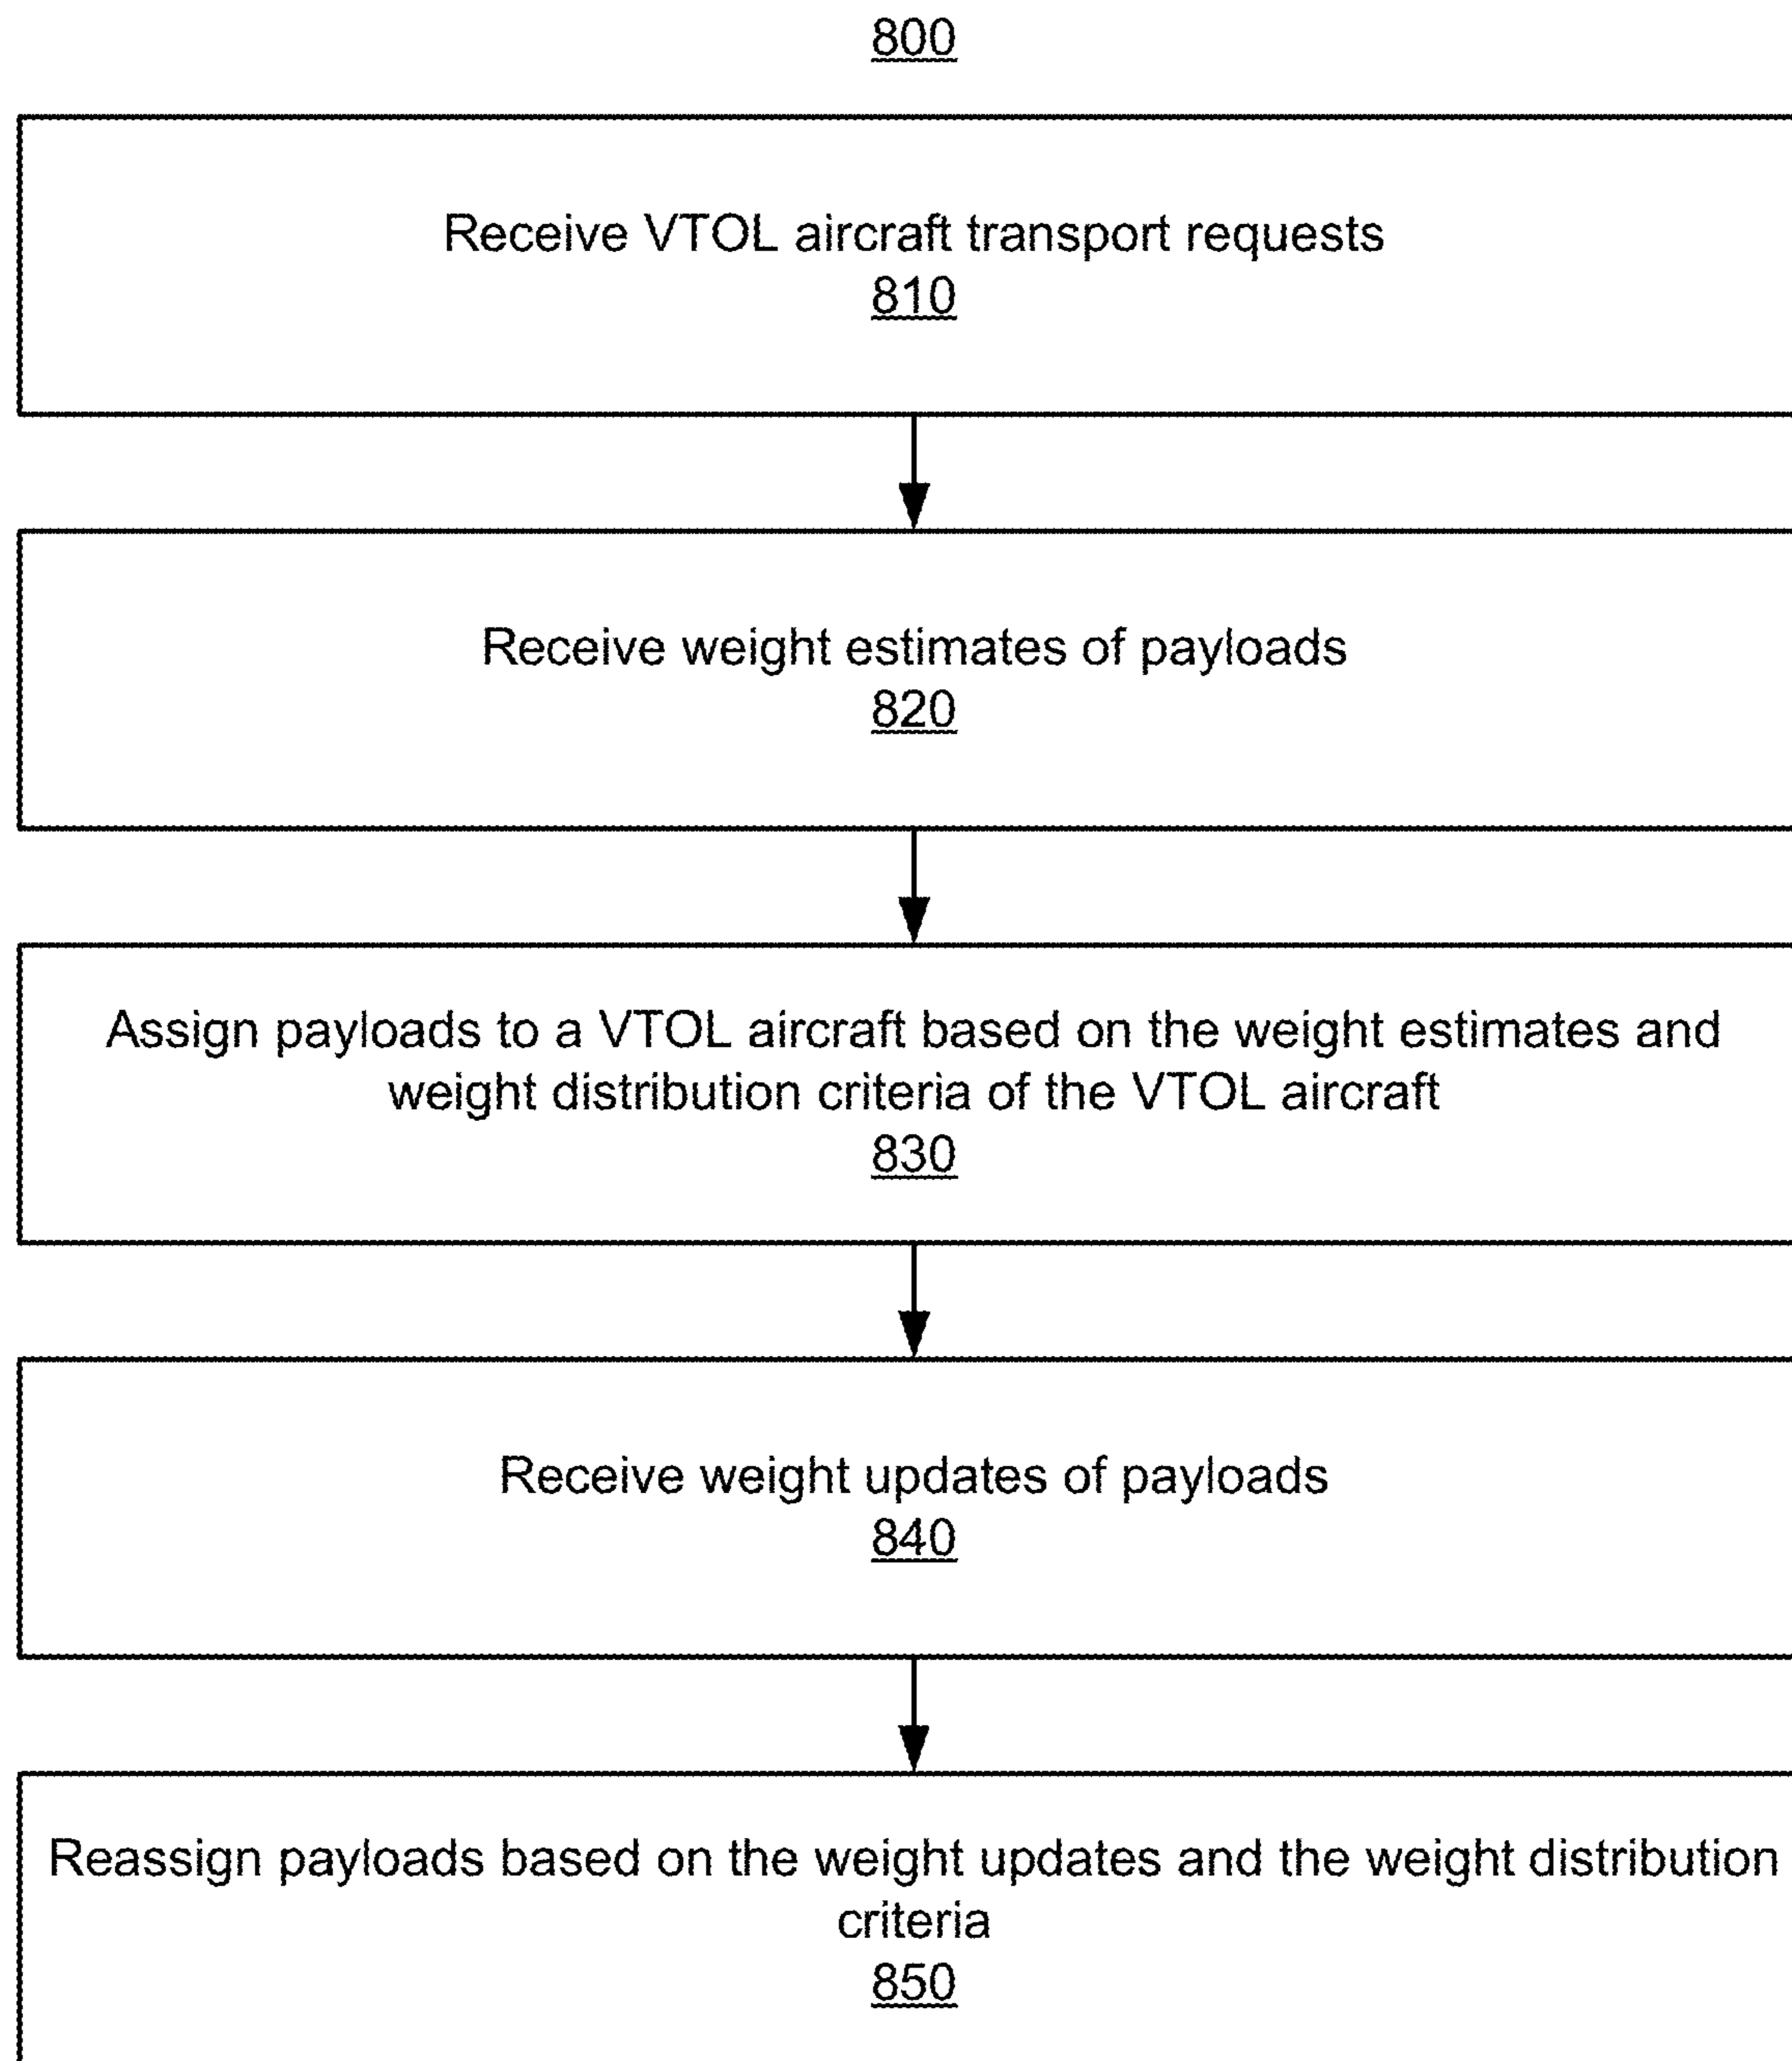 800
Receive VTOL aircraft transport requests
810
Receive weight estimates of payloads
820
Assign payloads to a VTOL aircraft based on the weight estimates and
weight distribution criteria of the VTOL aircraft
830
Receive weight updates of payloads
840
Reassign payloads based on the weight updates and the weight distribution
criteria
850